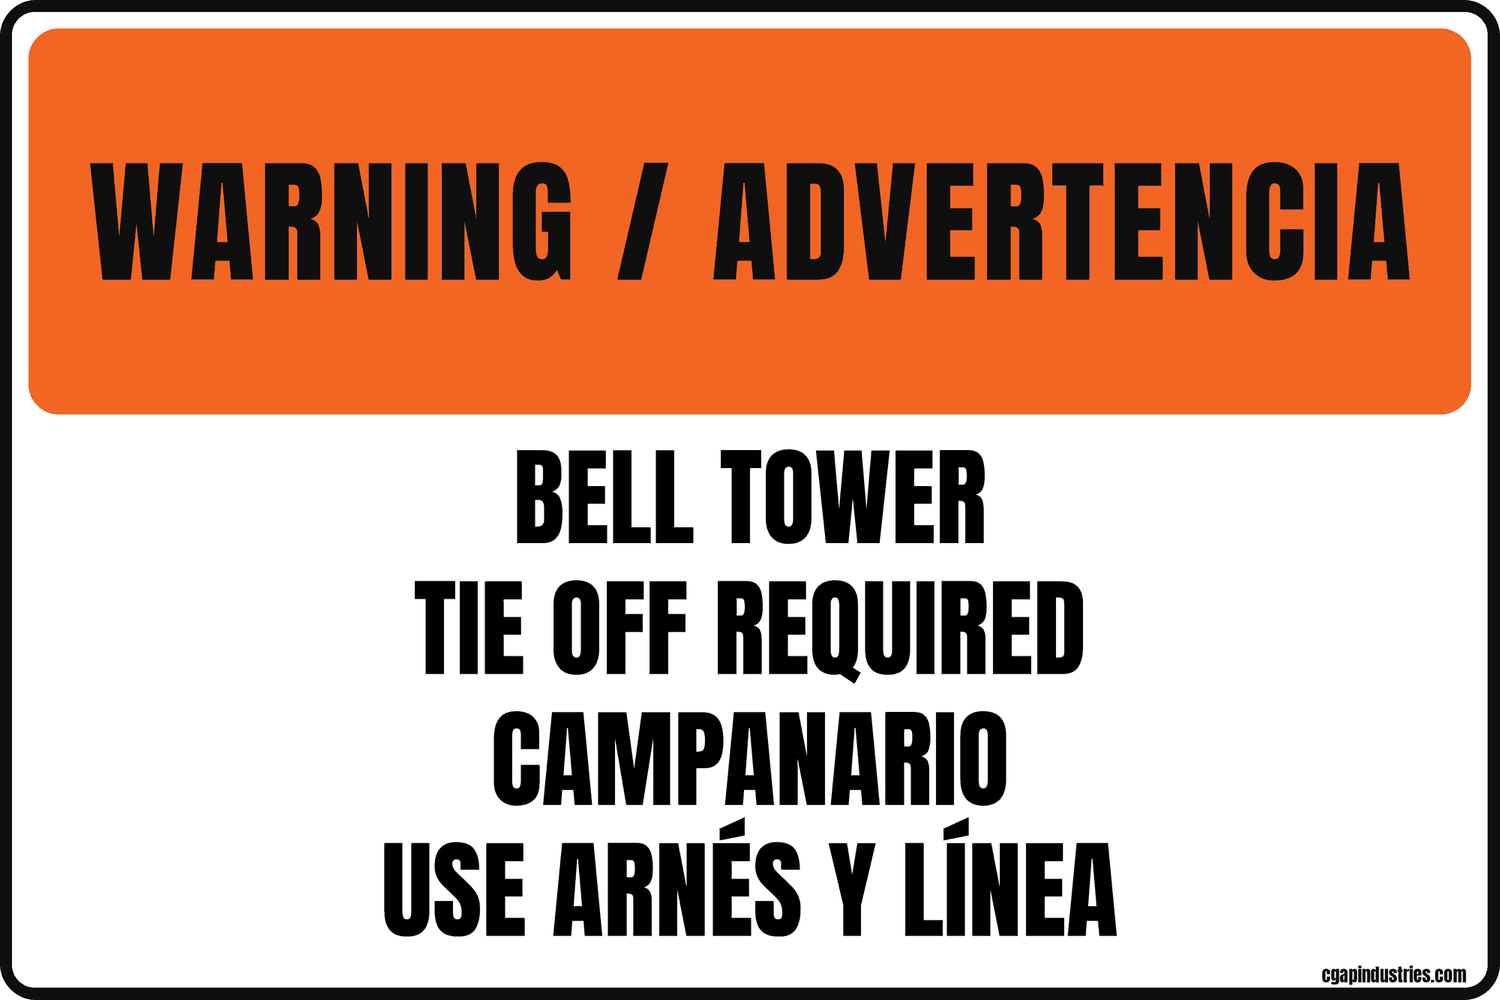 WARNING / ADVERTENCIA
BELL TOWER
TIE OFF REQUIRED
CAMPANARIO
USE ARNÉS Y LÍNEA
cgapindustries.com